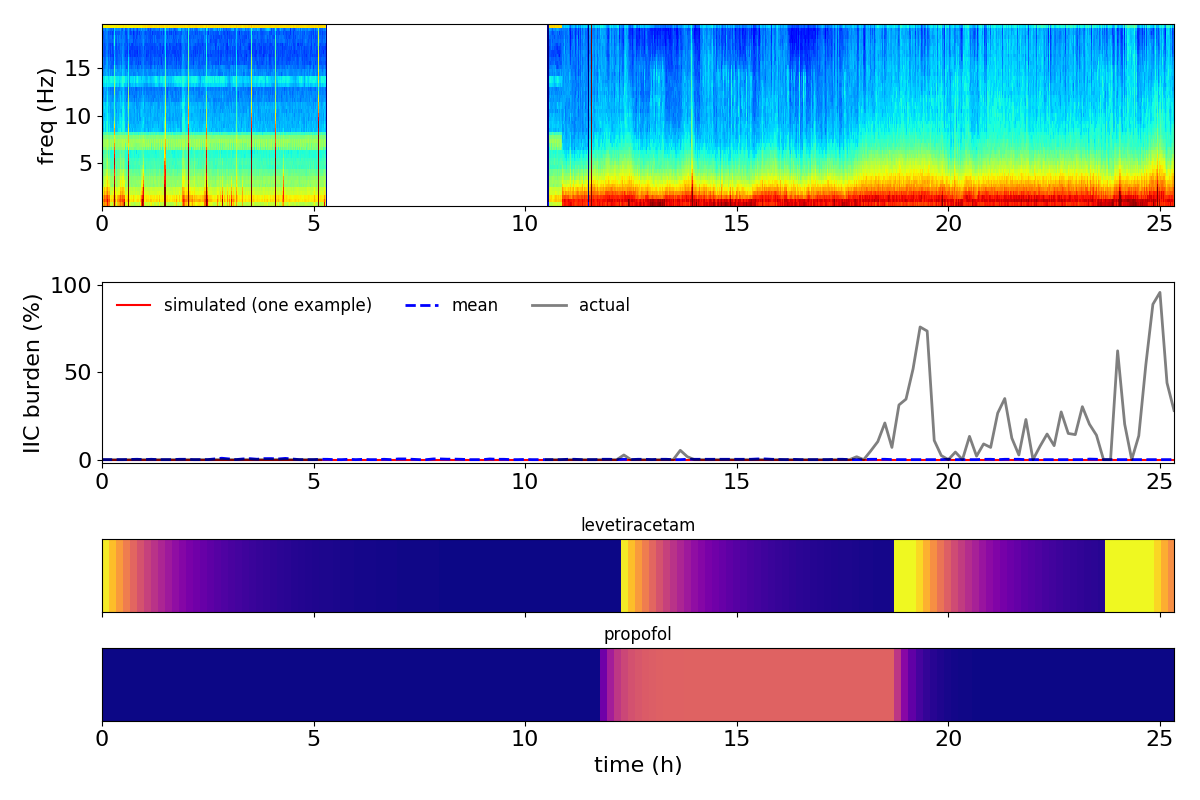 freq (Hz)
15
10
5
0 5 10 15 20 25
IIC burden (%)
100
50
0
simulated (one example) mean actual
0 5 10 15 20 25
levetiracetam
propofol
0 5 10 15 20 25
time (h)